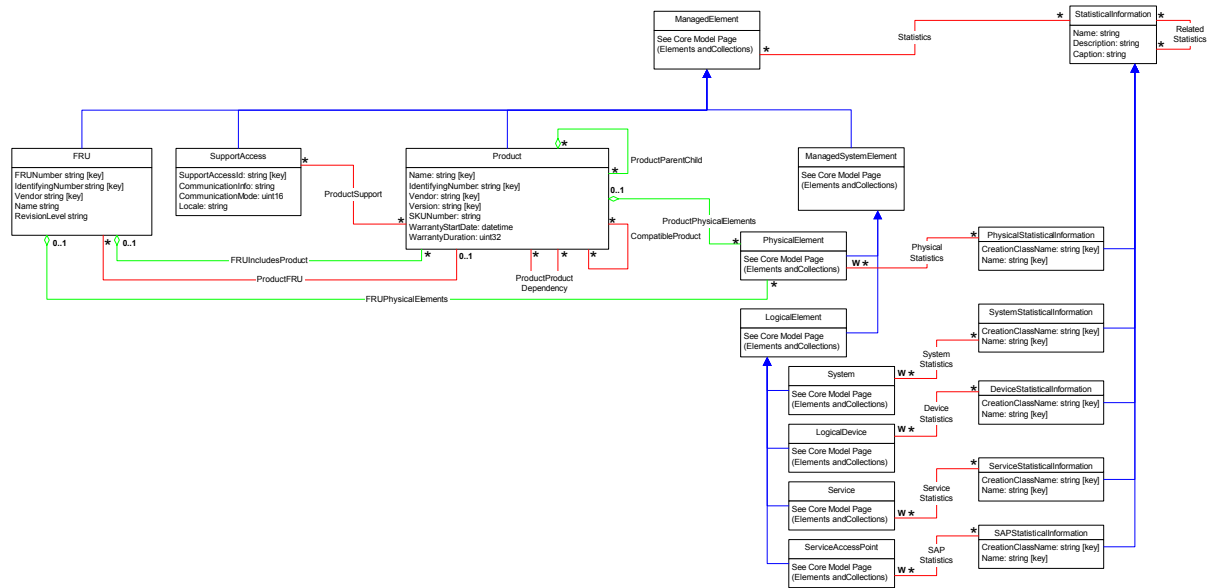 ManagedElement
See Core Model Page
(Elements andCollections)
*
Statistics
*
StatisticalInformation
Name: string
Description: string
Caption: string
*
*
Related
Statistics
FRU
FRUNumber string [key]
IdentifyingNumber string [key]
Vendor string [key]
Name string
RevisionLevel string
SupportAccess
SupportAccessId: string [key]
CommunicationInfo: string
CommunicationMode: uint16
Locale: string
*
ProductSupport
*
Product
Name: string [key]
IdentifyingNumber: string [key]
Vendor: string [key]
Version: string [key]
SKUNumber: string
WarrantyStartDate: datetime
WarrantyDuration: uint32
*
*
ProductParentChild
0..1
ProductPhysicalElements
*
*
CompatibleProduct
*
*
*
ProductProduct
Dependency
0..1
*
0..1
FRUIncludesProduct
*
ProductFRU
0..1
FRUPhysicalElements
*
ManagedSystemElement
See Core Model Page
(Elements andCollections)
PhysicalElement
See Core Model Page
(Elements andCollections)
W *
Physical
Statistics
*
PhysicalStatisticalInformation
CreationClassName: string [key]
Name: string [key]
LogicalElement
See Core Model Page
(Elements andCollections)
System
See Core Model Page
(Elements andCollections)
W *
System
Statistics
*
SystemStatisticalInformation
CreationClassName: string [key]
Name: string [key]
LogicalDevice
See Core Model Page
(Elements andCollections)
W *
Device
Statistics
*
DeviceStatisticalInformation
CreationClassName: string [key]
Name: string [key]
Service
See Core Model Page
(Elements andCollections)
W *
Service
Statistics
*
ServiceStatisticalInformation
CreationClassName: string [key]
Name: string [key]
ServiceAccessPoint
See Core Model Page
(Elements andCollections)
W *
SAP
Statistics
*
SAPStatisticalInformation
CreationClassName: string [key]
Name: string [key]